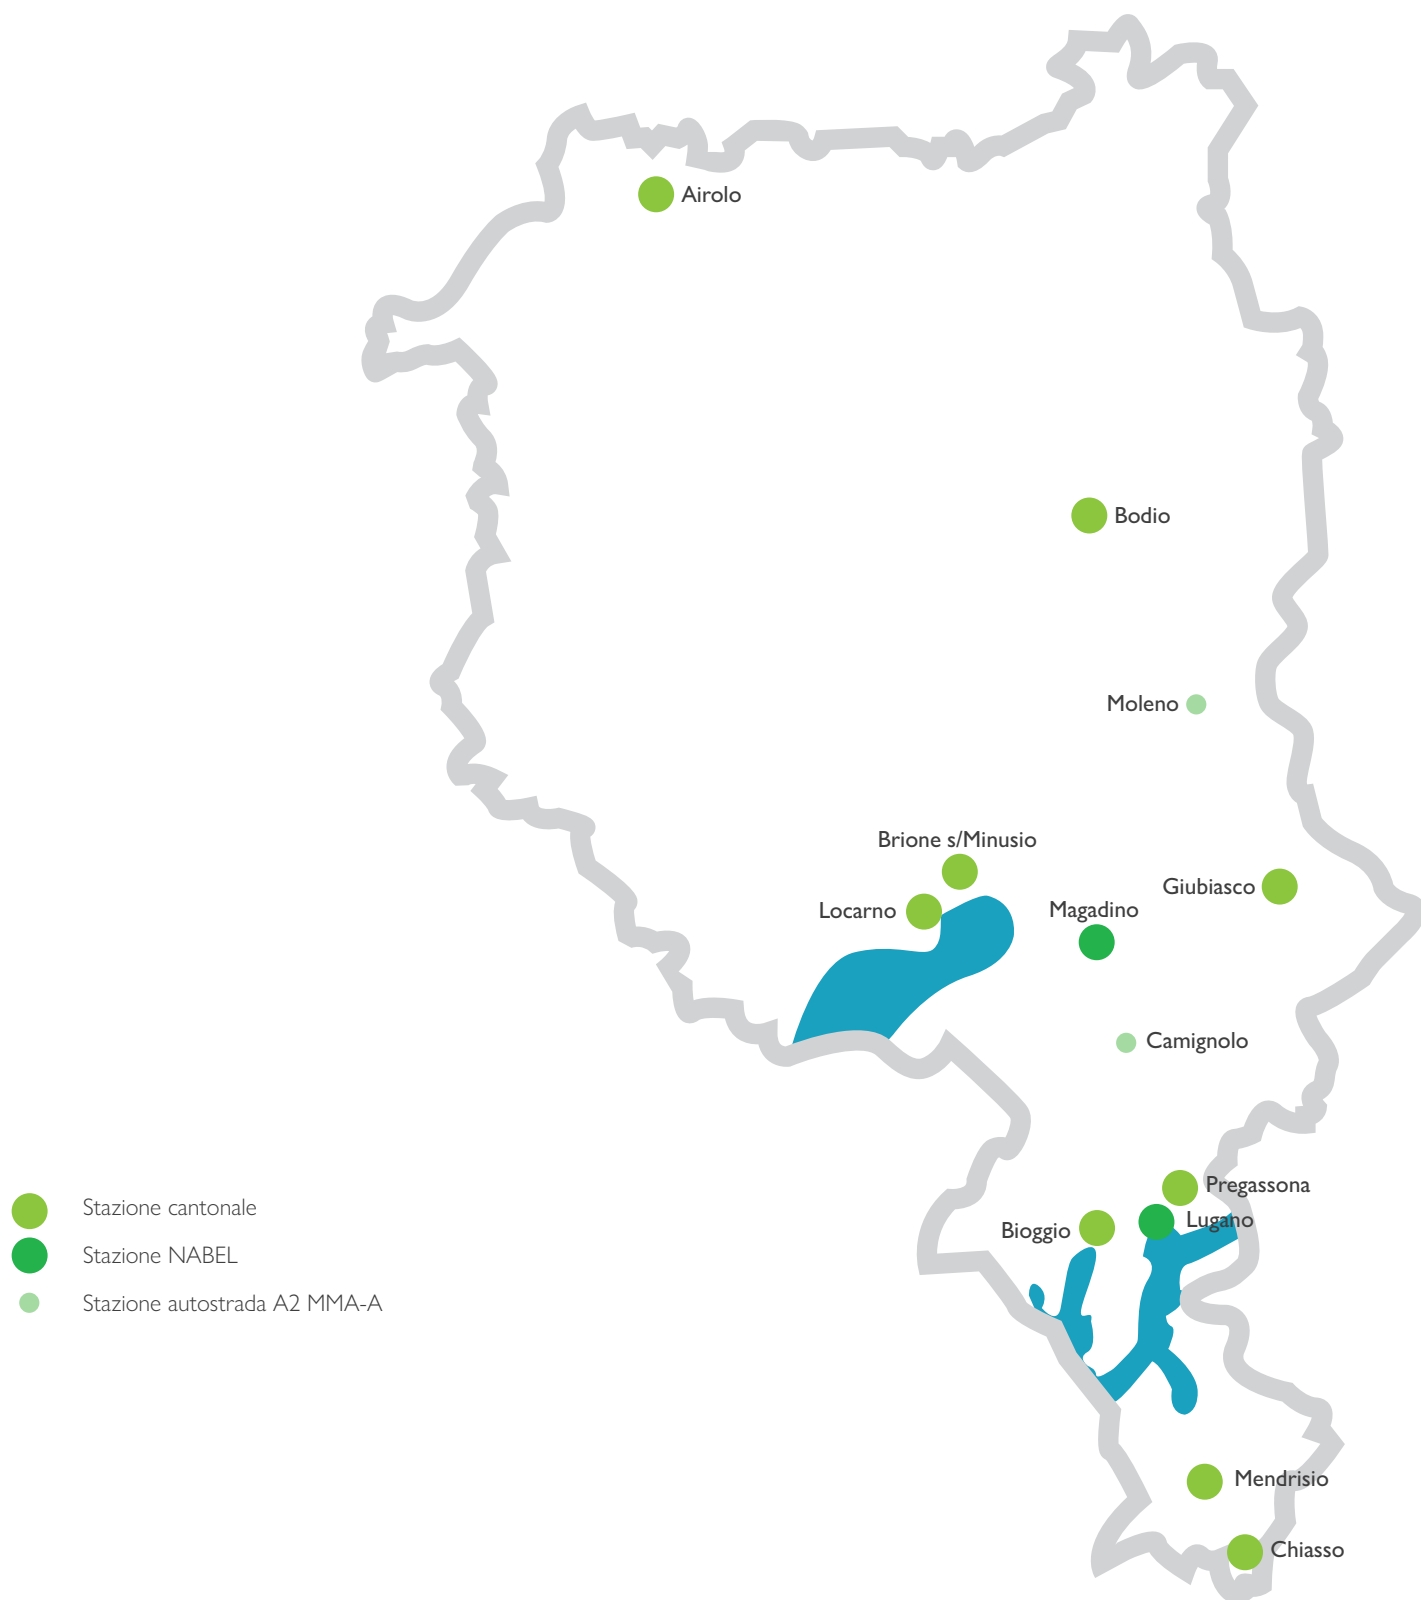 Airolo
Bodio
Moleno
Brione s/Minusio
Giubiasco
Locarno
Magadino
Camignolo
Pregassona
Lugano
Bioggio
Stazione cantonale
Stazione NABEL
Stazione autostrada A2 MMA-A
Mendrisio
Chiasso